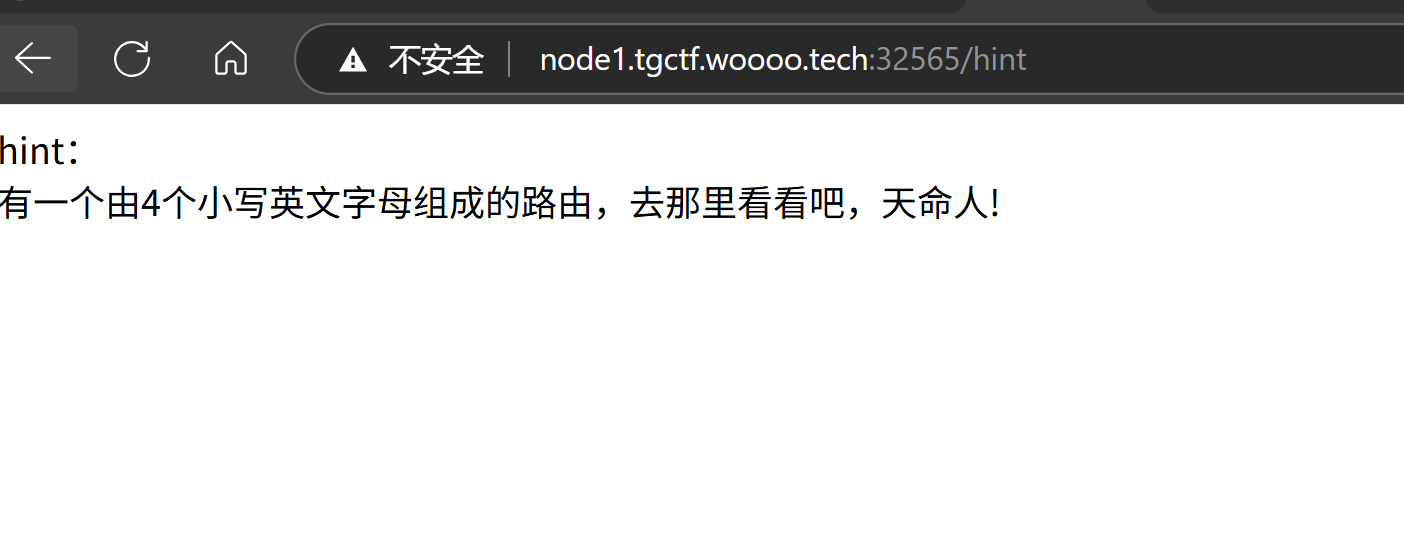 不安全 node1.tgctf.woooo.tech:32565/hint
hint：
有一个由4个小写英文字母组成的路由，去那里看看吧，天命人!